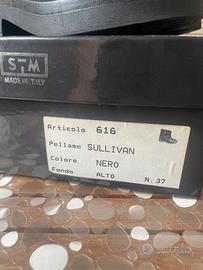 STM
MADE IN ITALY
Articolo 616
Pellame SULLIVAN
Colore NERO
Fondo ALTO N. 37